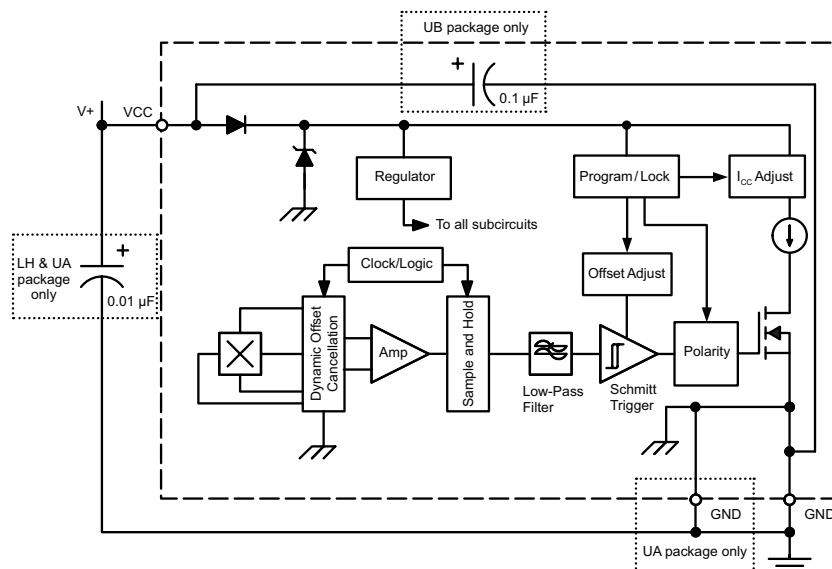 UB package only
+
0.1 µF
V+
VCC
Regulator
Program / Lock
ICC Adjust
To all subcircuits
+
LH & UA
package
only
0.01 µF
Clock/Logic
Offset Adjust
Dynamic Offset
Cancellation
Amp
Sample and Hold
Polarity
Low-Pass
Filter
Schmitt
Trigger
GND
GND
UA package only